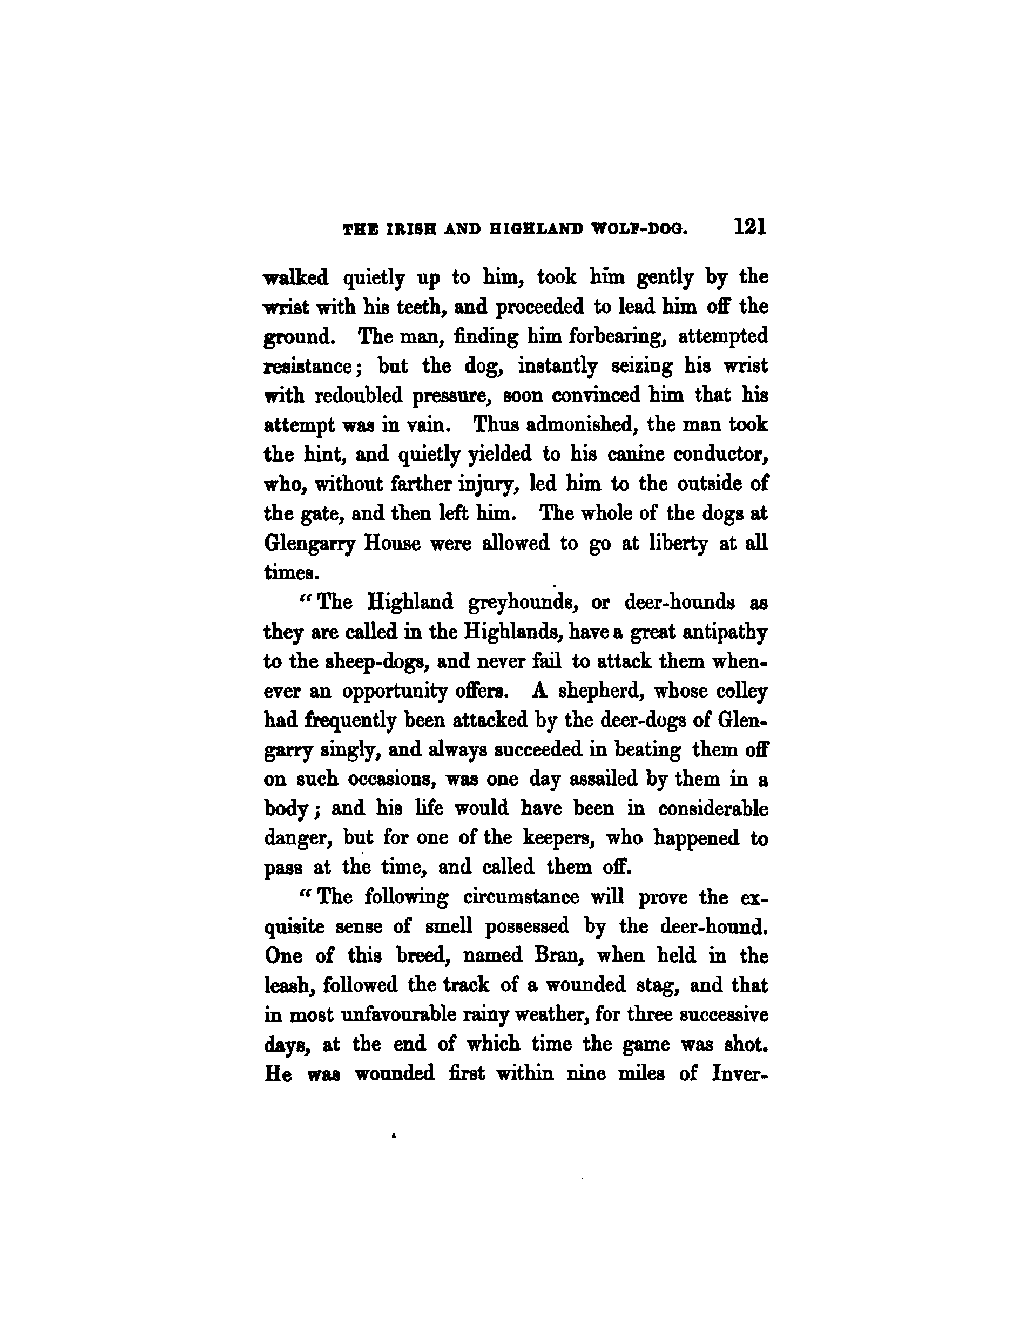 THE IRISH AND HIGHLAND WOLF-DOG. 121
walked quietly up to him, took him gently by the
wrist with his teeth, and proceeded to lead him off the
ground. The man, finding him forbearing, attempted
resistance; but the dog, instantly seizing his wrist
with redoubled pressure, soon convinced him that his
attempt was in vain. Thus admonished, the man took
the hint, and quietly yielded to his canine conductor,
who, without farther injury, led him to the outside of
the gate, and then left him. The whole of the dogs at
Glengarry House were allowed to go at liberty at all
times.
"The Highland greyhounds, or deer-hounds as
they are called in the Highlands, have a great antipathy
to the sheep-dogs, and never fail to attack them when-
ever an opportunity offers. A shepherd, whose colley
had frequently been attacked by the deer-dogs of Glen-
garry singly, and always succeeded in beating them off
on such occasions, was one day assailed by them in a
body; and his life would have been in considerable
danger, but for one of the keepers, who happened to
pass at the time, and called them off.
"The following circumstance will prove the ex-
quisite sense of smell possessed by the deer-hound.
One of this breed, named Bran, when held in the
leash, followed the track of a wounded stag, and that
in most unfavourable rainy weather, for three successive
days, at the end of which time the game was shot.
He was wounded first within nine miles of Inver-